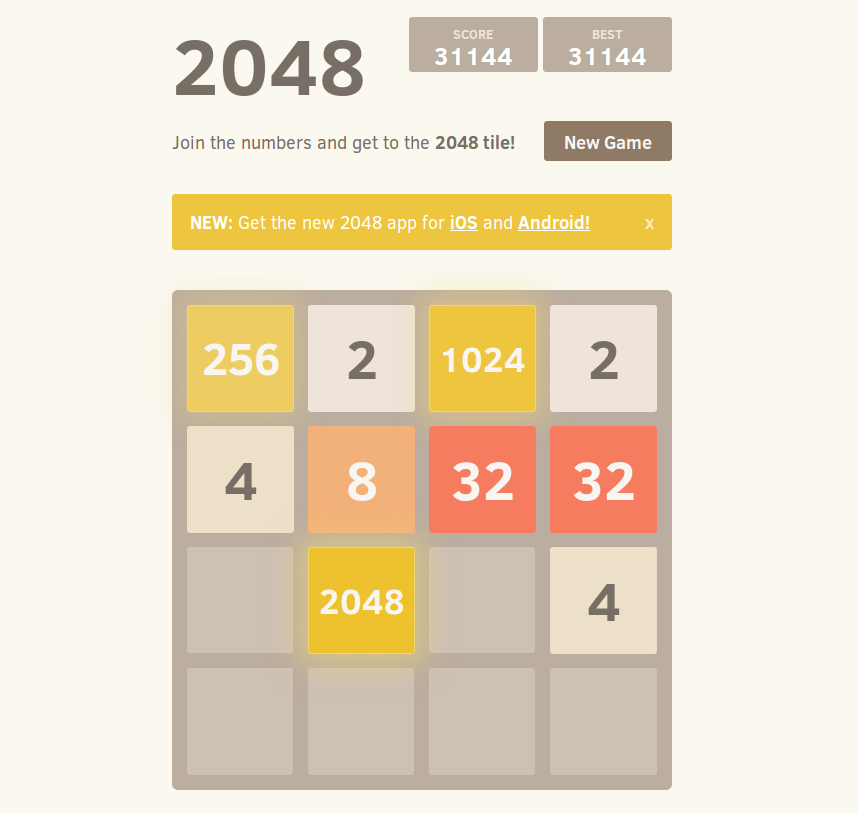 2048
SCORE
31144
BEST
31144
Join the numbers and get to the 2048 tile!
New Game
NEW: Get the new 2048 app for iOS and Android!
x
256 2 1024 2
4 8 32 32
2048 4